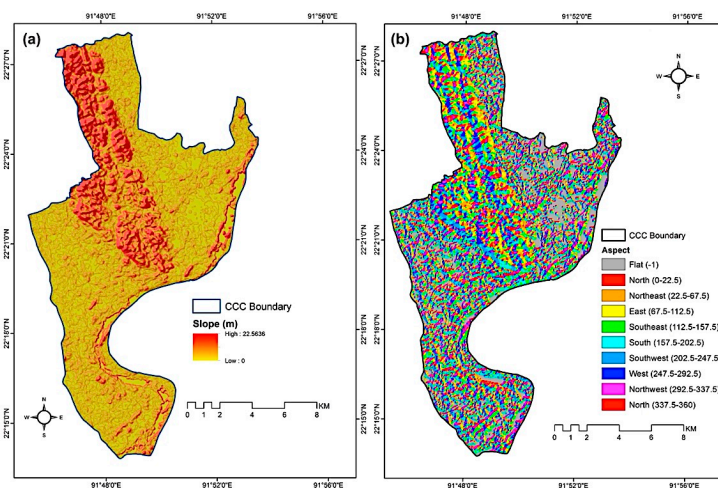 91°48'0"E 91°52'0"E 91°56'0"E
91°48'0"E 91°52'0"E 91°56'0"E
(a)
(b)
22°27'0"N
22°24'0"N
22°21'0"N
22°18'0"N
22°15'0"N
CCC Boundary
Slope (m)
High : 22.5636
Low : 0
N
W E
S
0 1 2 4 6 8 KM
91°48'0"E 91°52'0"E 91°56'0"E
22°27'0"N
22°24'0"N
22°21'0"N
22°18'0"N
22°15'0"N
N
W E
S
CCC Boundary
Aspect
Flat (-1)
North (0-22.5)
Northeast (22.5-67.5)
East (67.5-112.5)
Southeast (112.5-157.5)
South (157.5-202.5)
Southwest (202.5-247.5
West (247.5-292.5)
Northwest (292.5-337.5)
North (337.5-360)
0 1 2 4 6 8 KM
91°48'0"E 91°52'0"E 91°56'0"E